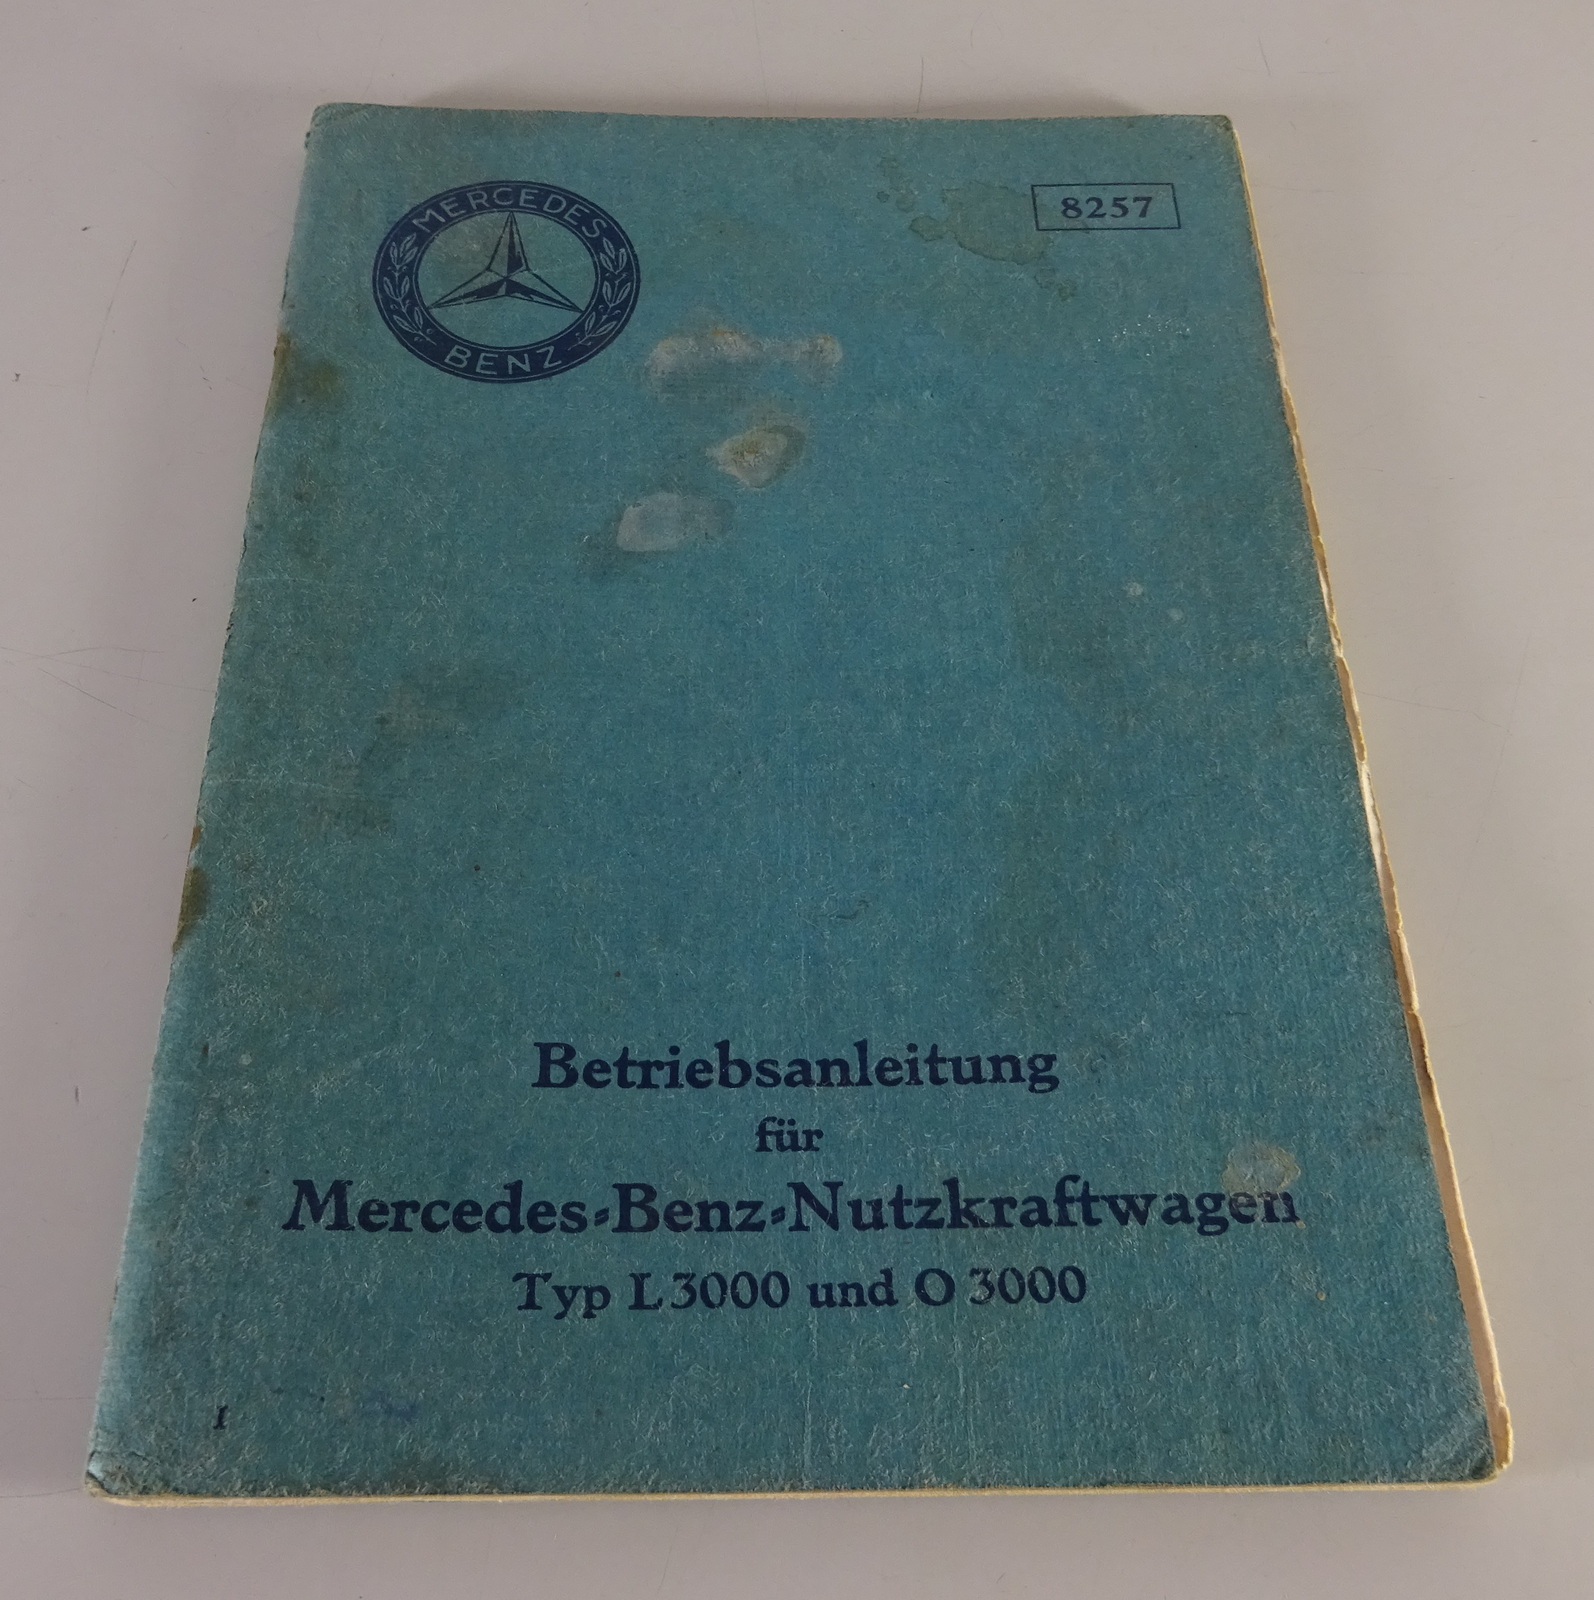 MERCEDES
BENZ
8257
Betriebsanleitung
für
Mercedes-Benz-Nutzkraftwagen
Typ L 3000 und O 3000
I